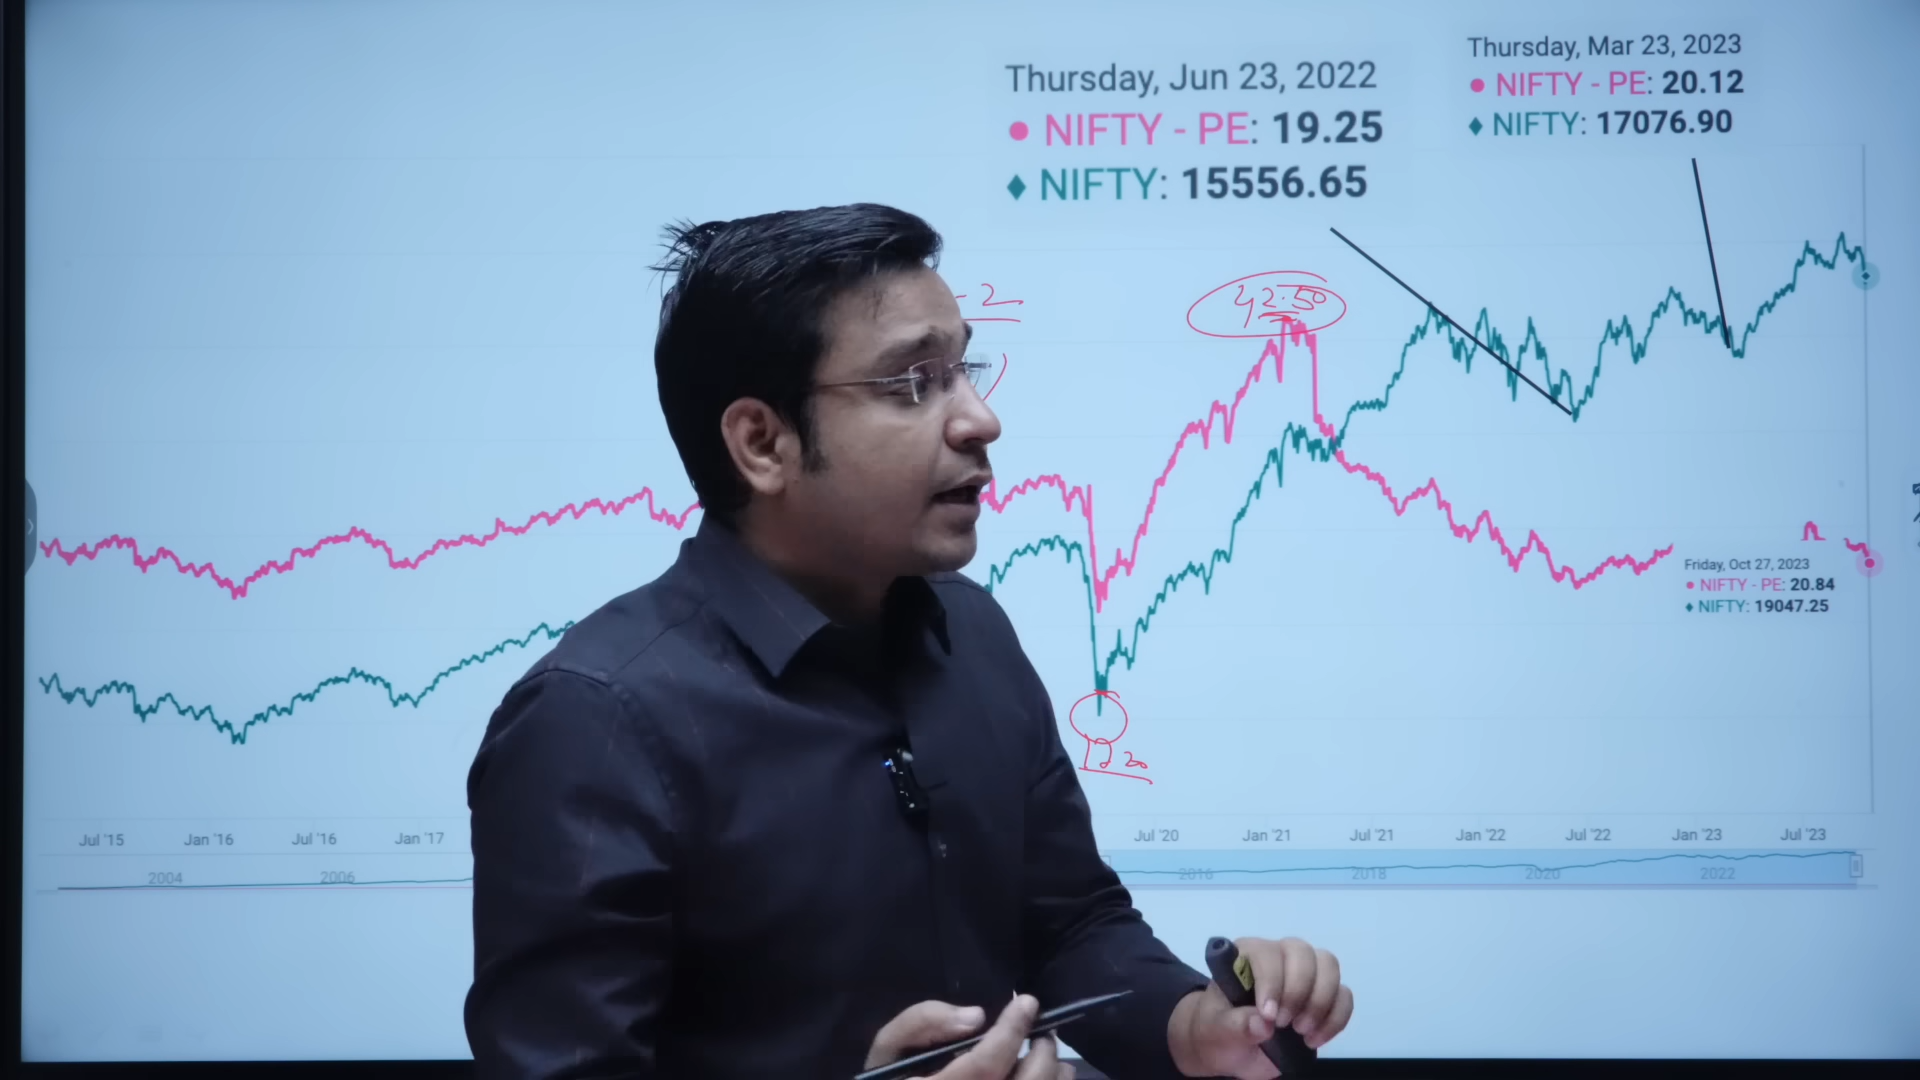 Thursday, Jun 23, 2022
● NIFTY - PE: 19.25
♦ NIFTY: 15556.65
Thursday, Mar 23, 2023
● NIFTY - PE: 20.12
♦ NIFTY: 17076.90
42.50
Friday, Oct 27, 2023
● NIFTY - PE: 20.84
♦ NIFTY: 19047.25
Jul '15 Jan '16 Jul '16 Jan '17 Jul '20 Jan '21 Jul '21 Jan '22 Jul '22 Jan '23 Jul '23
2004 2006 2016 2018 2020 2022